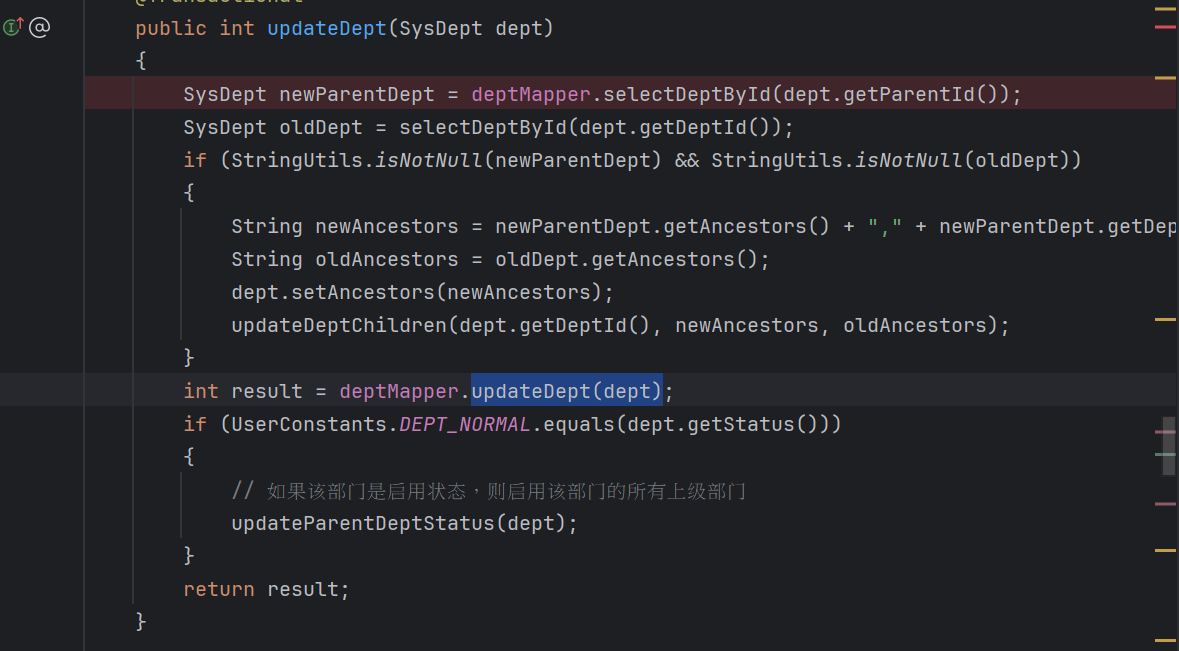 @Transactional
public int updateDept(SysDept dept)
{
SysDept newParentDept = deptMapper.selectDeptById(dept.getParentId());
SysDept oldDept = selectDeptById(dept.getDeptId());
if (StringUtils.isNotNull(newParentDept) && StringUtils.isNotNull(oldDept))
{
String newAncestors = newParentDept.getAncestors() + "," + newParentDept.getDep
String oldAncestors = oldDept.getAncestors();
dept.setAncestors(newAncestors);
updateDeptChildren(dept.getDeptId(), newAncestors, oldAncestors);
}
int result = deptMapper.updateDept(dept);
if (UserConstants.DEPT_NORMAL.equals(dept.getStatus()))
{
// 如果该部门是启用状态，则启用该部门的所有上级部门
updateParentDeptStatus(dept);
}
return result;
}